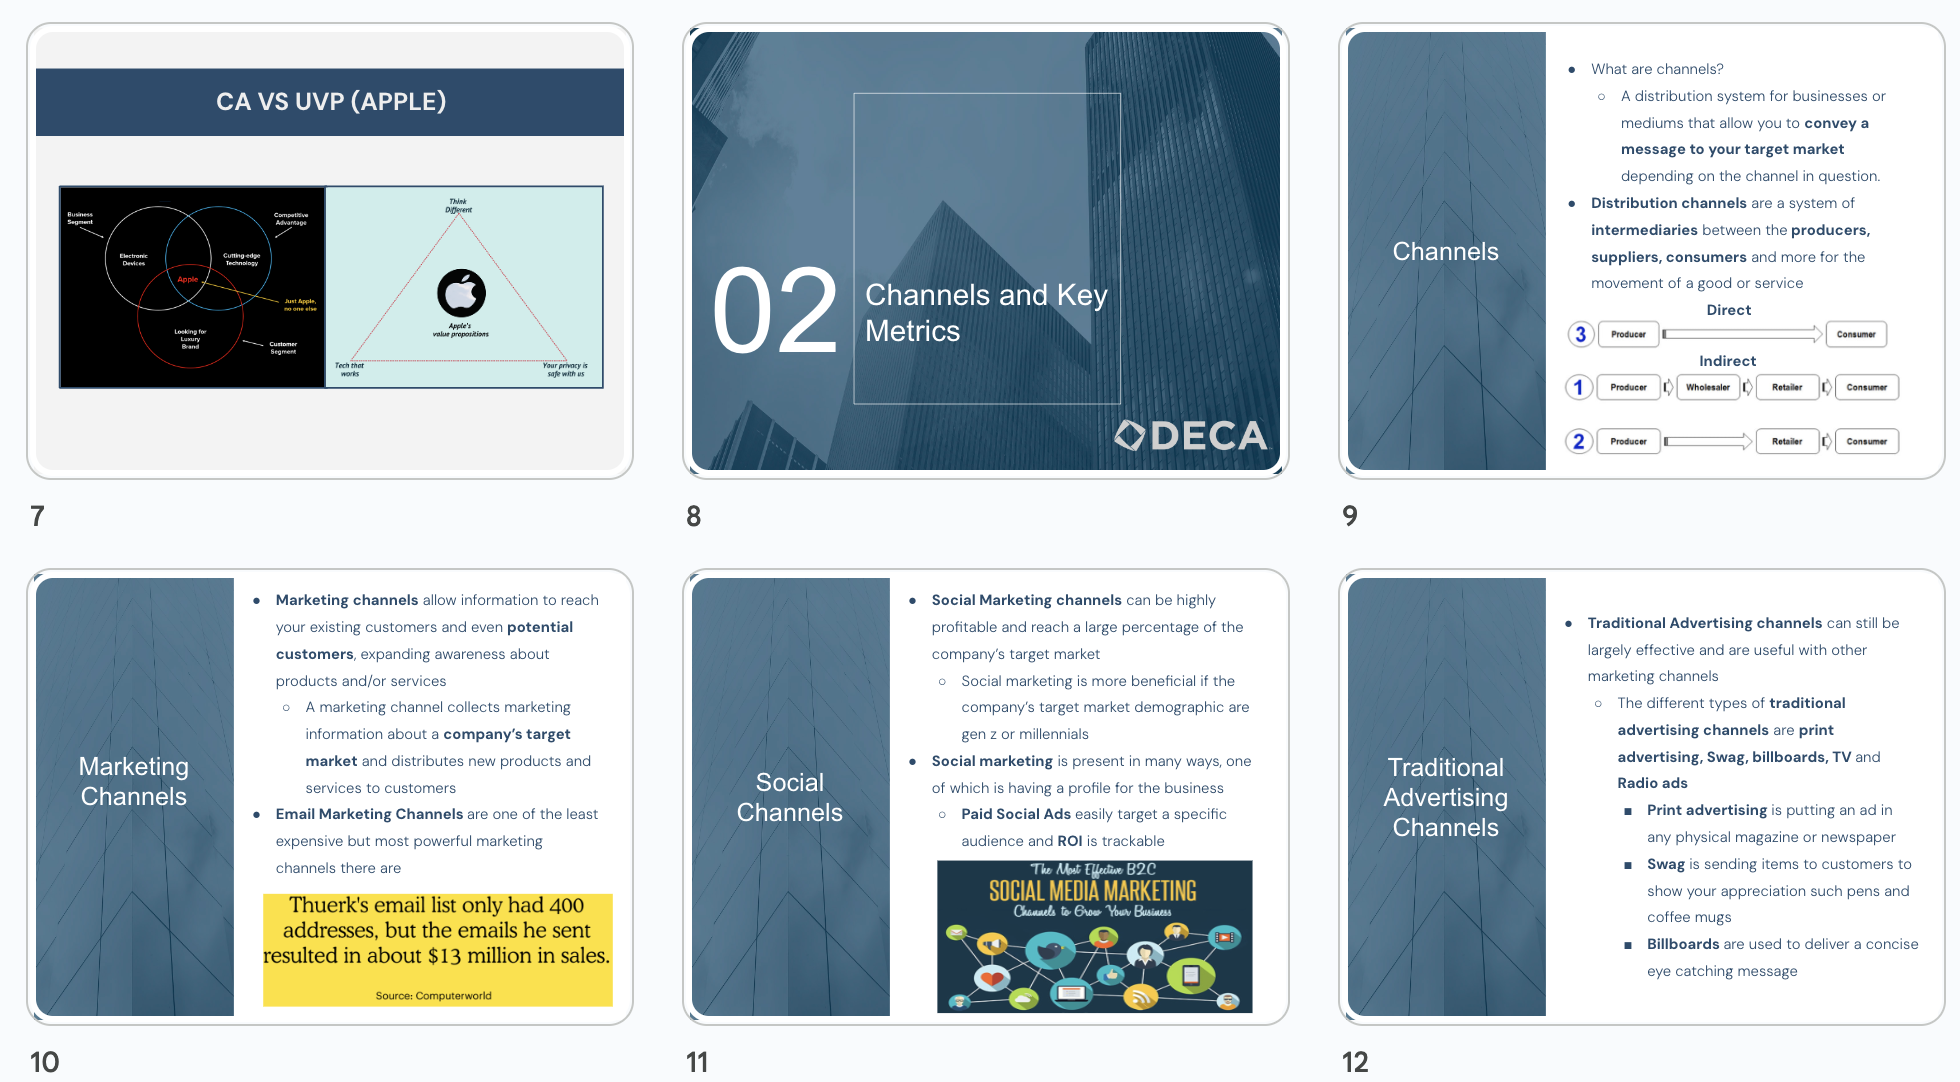 CA VS UVP (APPLE)
Business
Segment
Competitive
Advantage
Electronic
Devices
Cutting-edge
Technology
Apple
Just Apple,
no one else
Looking for
Luxury
Brand
Customer
Segment
Think
Different
Apple's
value propositions
Tech that
works
Your privacy is
safe with us
7
02
Channels and Key
Metrics
DECA
8
Channels
● What are channels?
○ A distribution system for businesses or
mediums that allow you to convey a
message to your target market
depending on the channel in question.
● Distribution channels are a system of
intermediaries between the producers,
suppliers, consumers and more for the
movement of a good or service
Direct
3 Producer Consumer
Indirect
1 Producer Wholesaler Retailer Consumer
2 Producer Retailer Consumer
9
Marketing
Channels
● Marketing channels allow information to reach
your existing customers and even potential
customers, expanding awareness about
products and/or services
○ A marketing channel collects marketing
information about a company's target
market and distributes new products and
services to customers
● Email Marketing Channels are one of the least
expensive but most powerful marketing
channels there are
Thuerk's email list only had 400
addresses, but the emails he sent
resulted in about $13 million in sales.
Source: Computerworld
10
Social
Channels
● Social Marketing channels can be highly
profitable and reach a large percentage of the
company's target market
○ Social marketing is more beneficial if the
company's target market demographic are
gen z or millennials
● Social marketing is present in many ways, one
of which is having a profile for the business
○ Paid Social Ads easily target a specific
audience and ROI is trackable
The Most Effective B2C
SOCIAL MEDIA MARKETING
Channels to Grow Your Business
11
Traditional
Advertising
Channels
● Traditional Advertising channels can still be
largely effective and are useful with other
marketing channels
○ The different types of traditional
advertising channels are print
advertising, Swag, billboards, TV and
Radio ads
■ Print advertising is putting an ad in
any physical magazine or newspaper
■ Swag is sending items to customers to
show your appreciation such pens and
coffee mugs
■ Billboards are used to deliver a concise
eye catching message
12